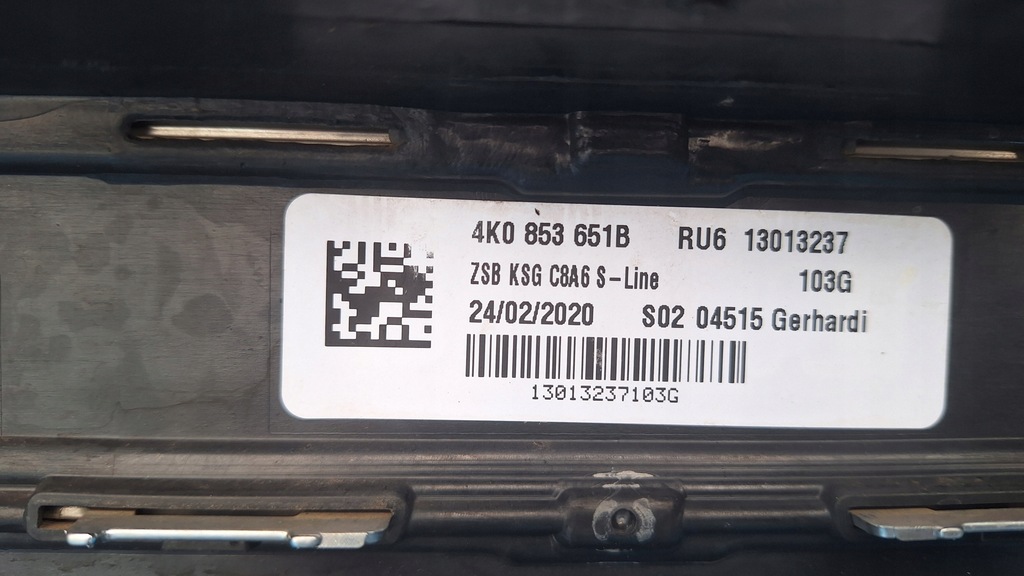 4K0 853 651B RU6 13013237
ZSB KSG C8A6 S-Line 103G
24/02/2020 S02 04515 Gerhardi
13013237103G